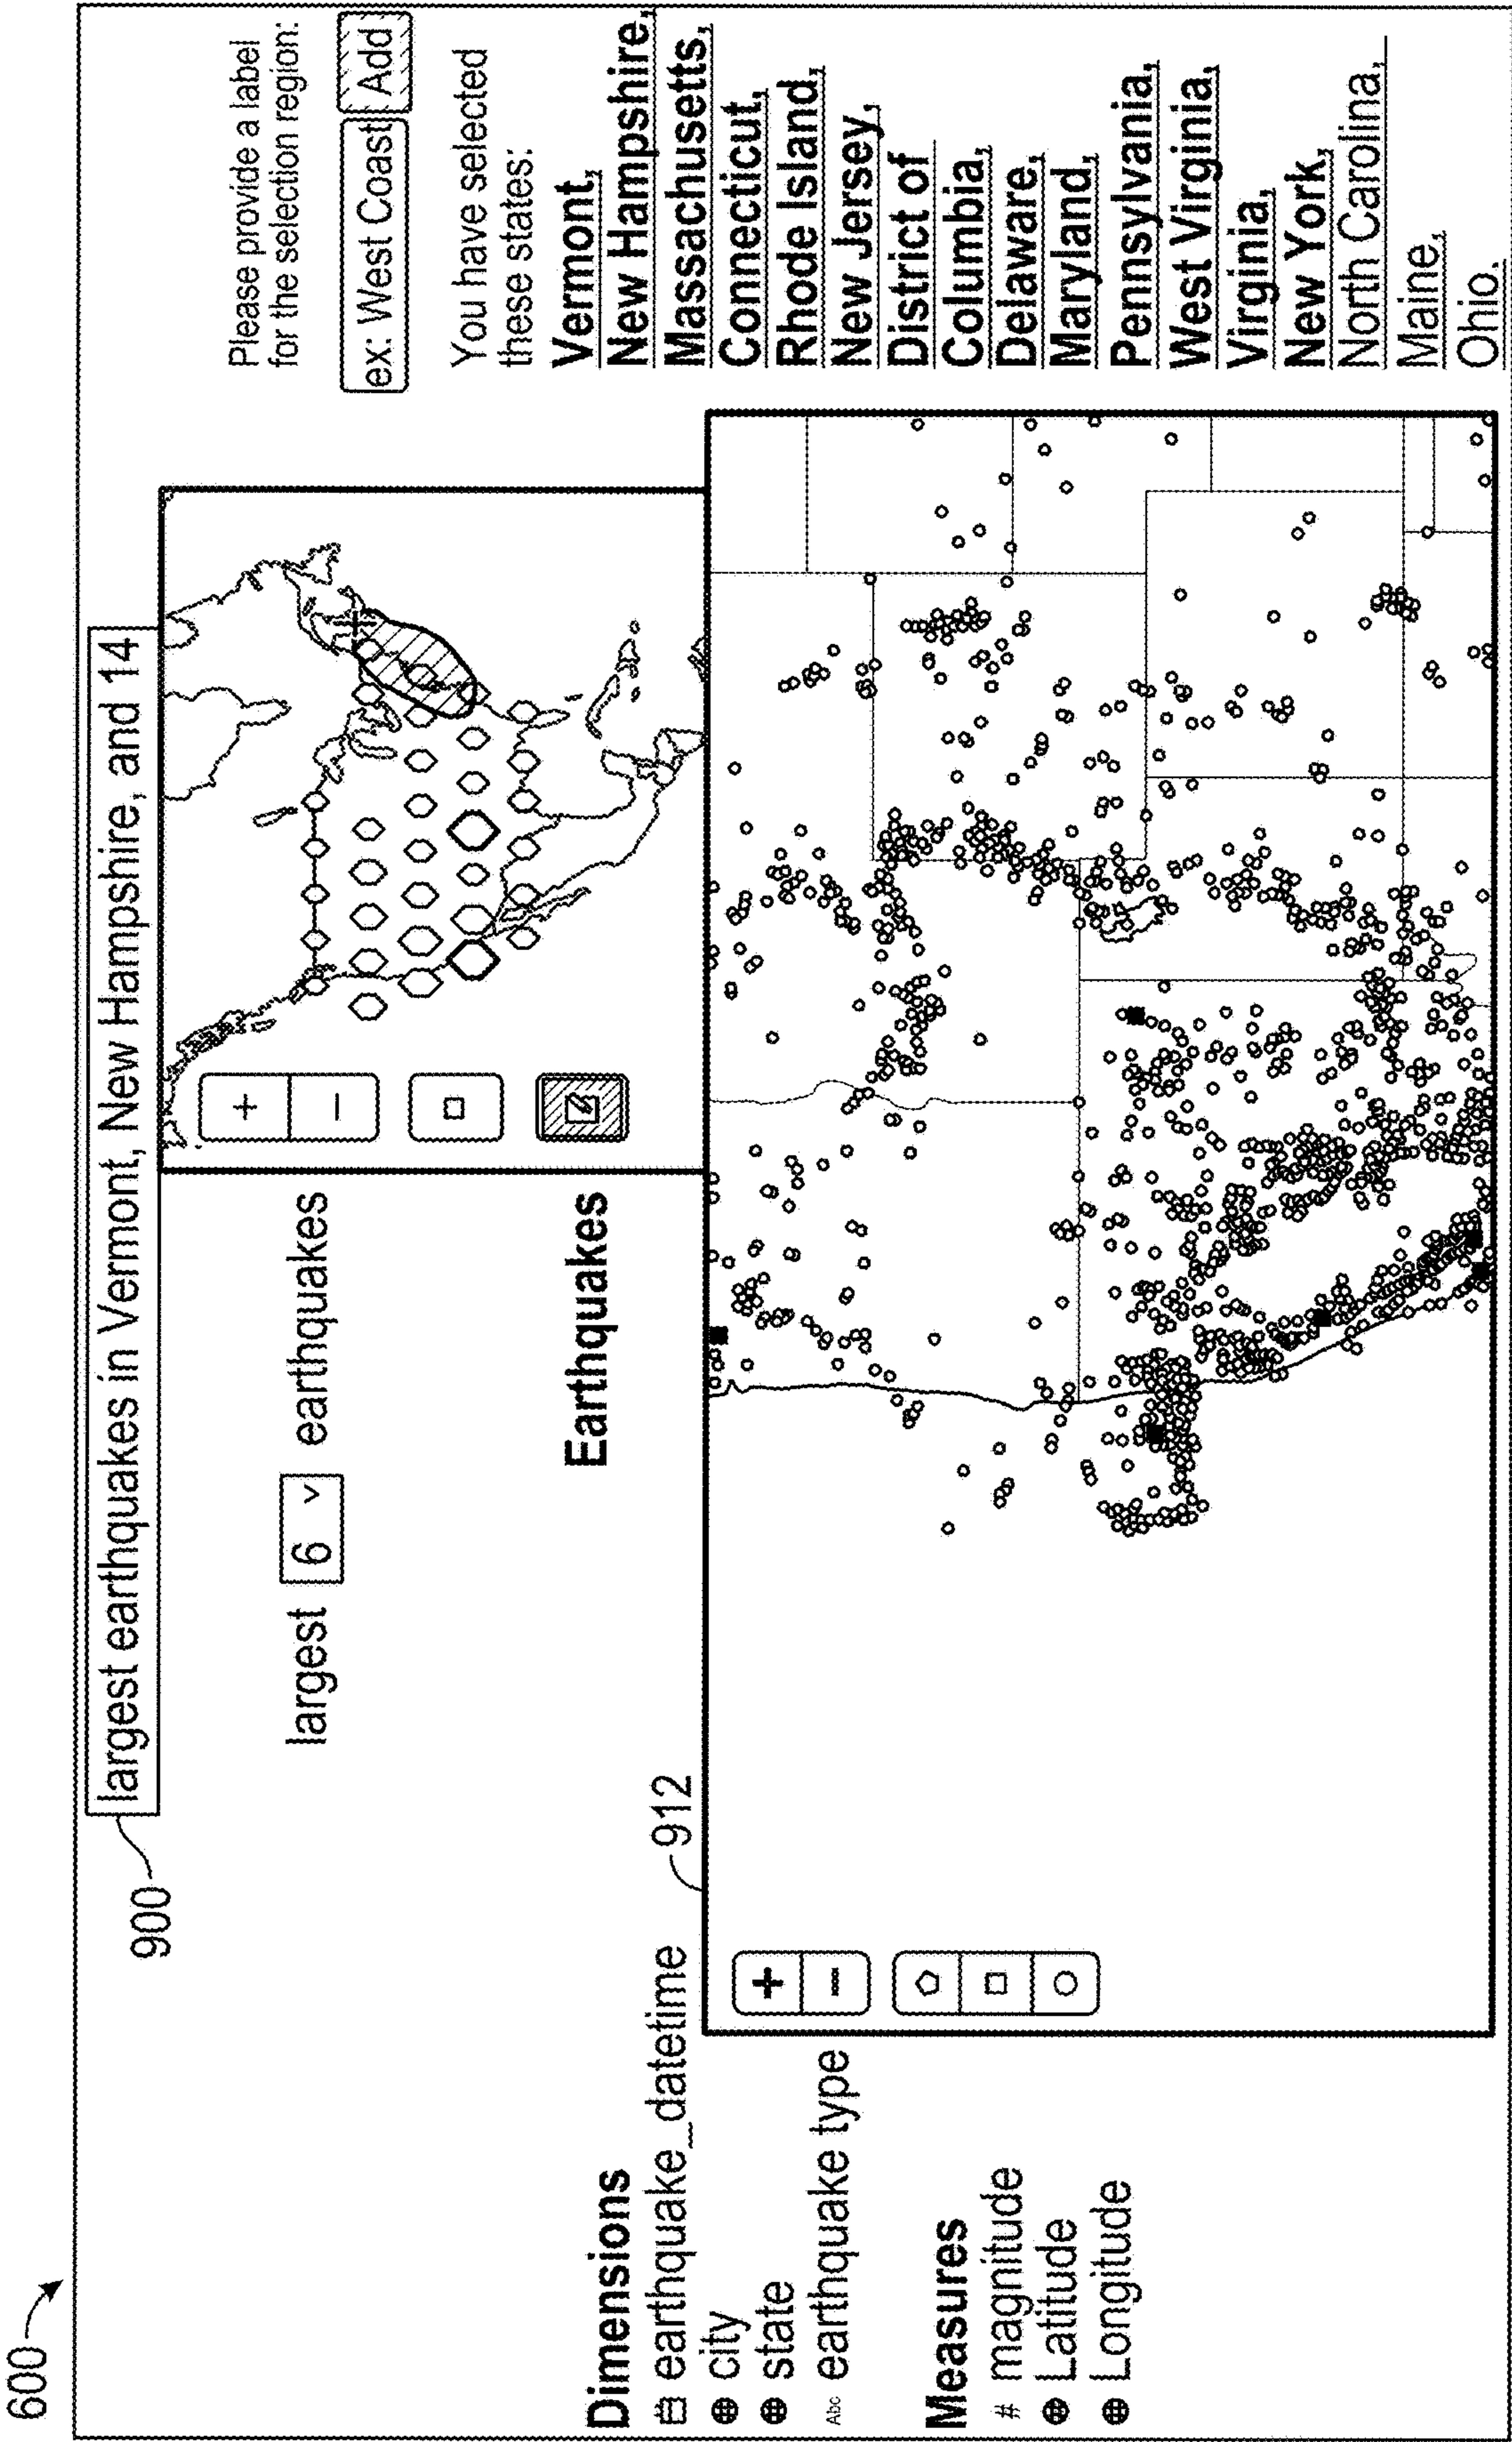 600
900
largest earthquakes in Vermont, New Hampshire, and 14
largest 6 ∨ earthquakes
Earthquakes
+
−
Please provide a label
for the selection region:
ex: West Coast
Add
You have selected
these states:
Vermont,
New Hampshire,
Massachusetts,
Connecticut,
Rhode Island,
New Jersey,
District of
Columbia,
Delaware,
Maryland,
Pennsylvania,
West Virginia,
Virginia,
New York,
North Carolina,
Maine,
Ohio,
Dimensions
earthquake_datetime
city
state
Abc earthquake type
Measures
# magnitude
Latitude
Longitude
912
+
−